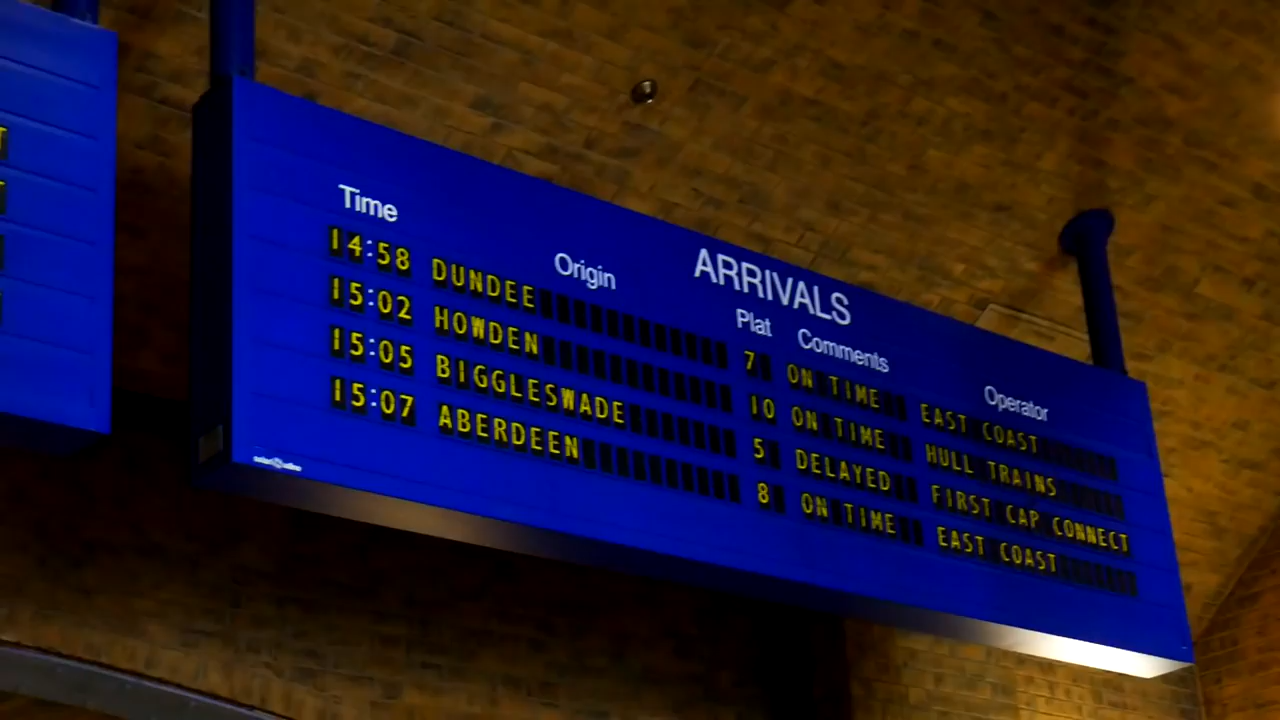 ARRIVALS
Time Origin Plat Comments Operator
14:58 DUNDEE 7 ON TIME EAST COAST
15:02 HOWDEN 10 ON TIME HULL TRAINS
15:05 BIGGLESWADE 5 DELAYED FIRST CAP CONNECT
15:07 ABERDEEN 8 ON TIME EAST COAST